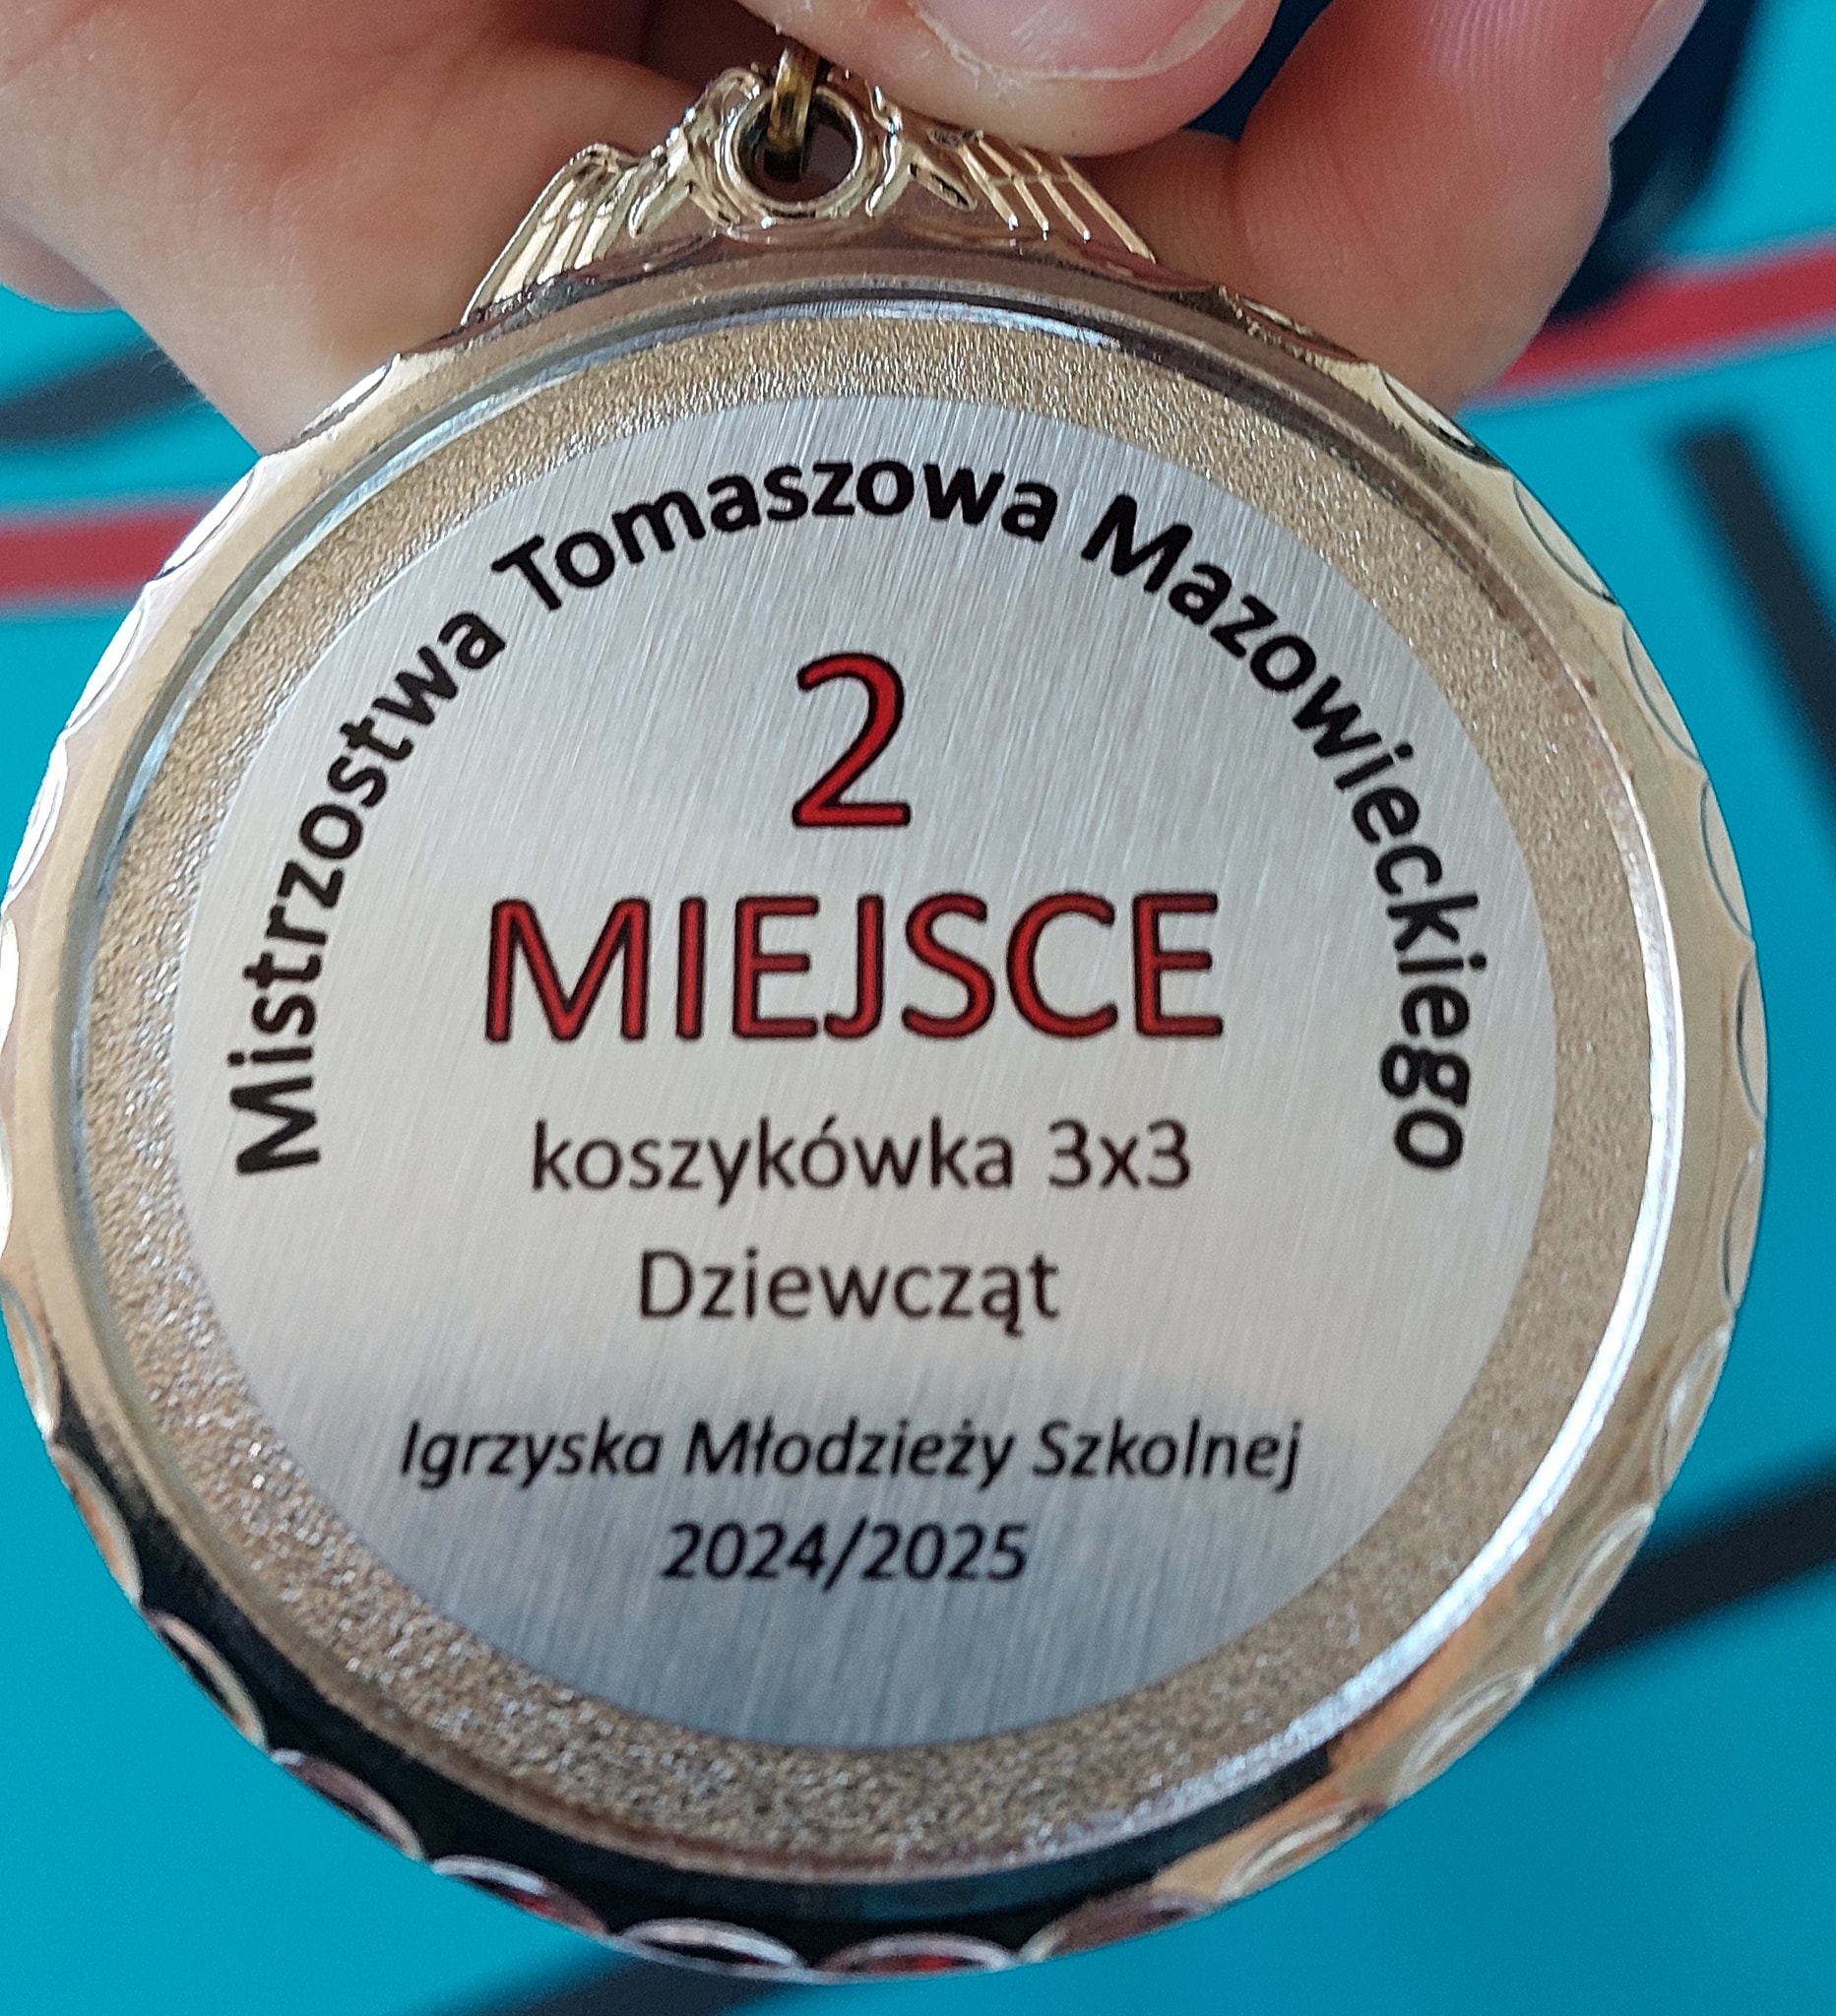 Mistrzostwa Tomaszowa Mazowieckiego
2
MIEJSCE
koszykówka 3x3
Dziewcząt
Igrzyska Młodzieży Szkolnej
2024/2025